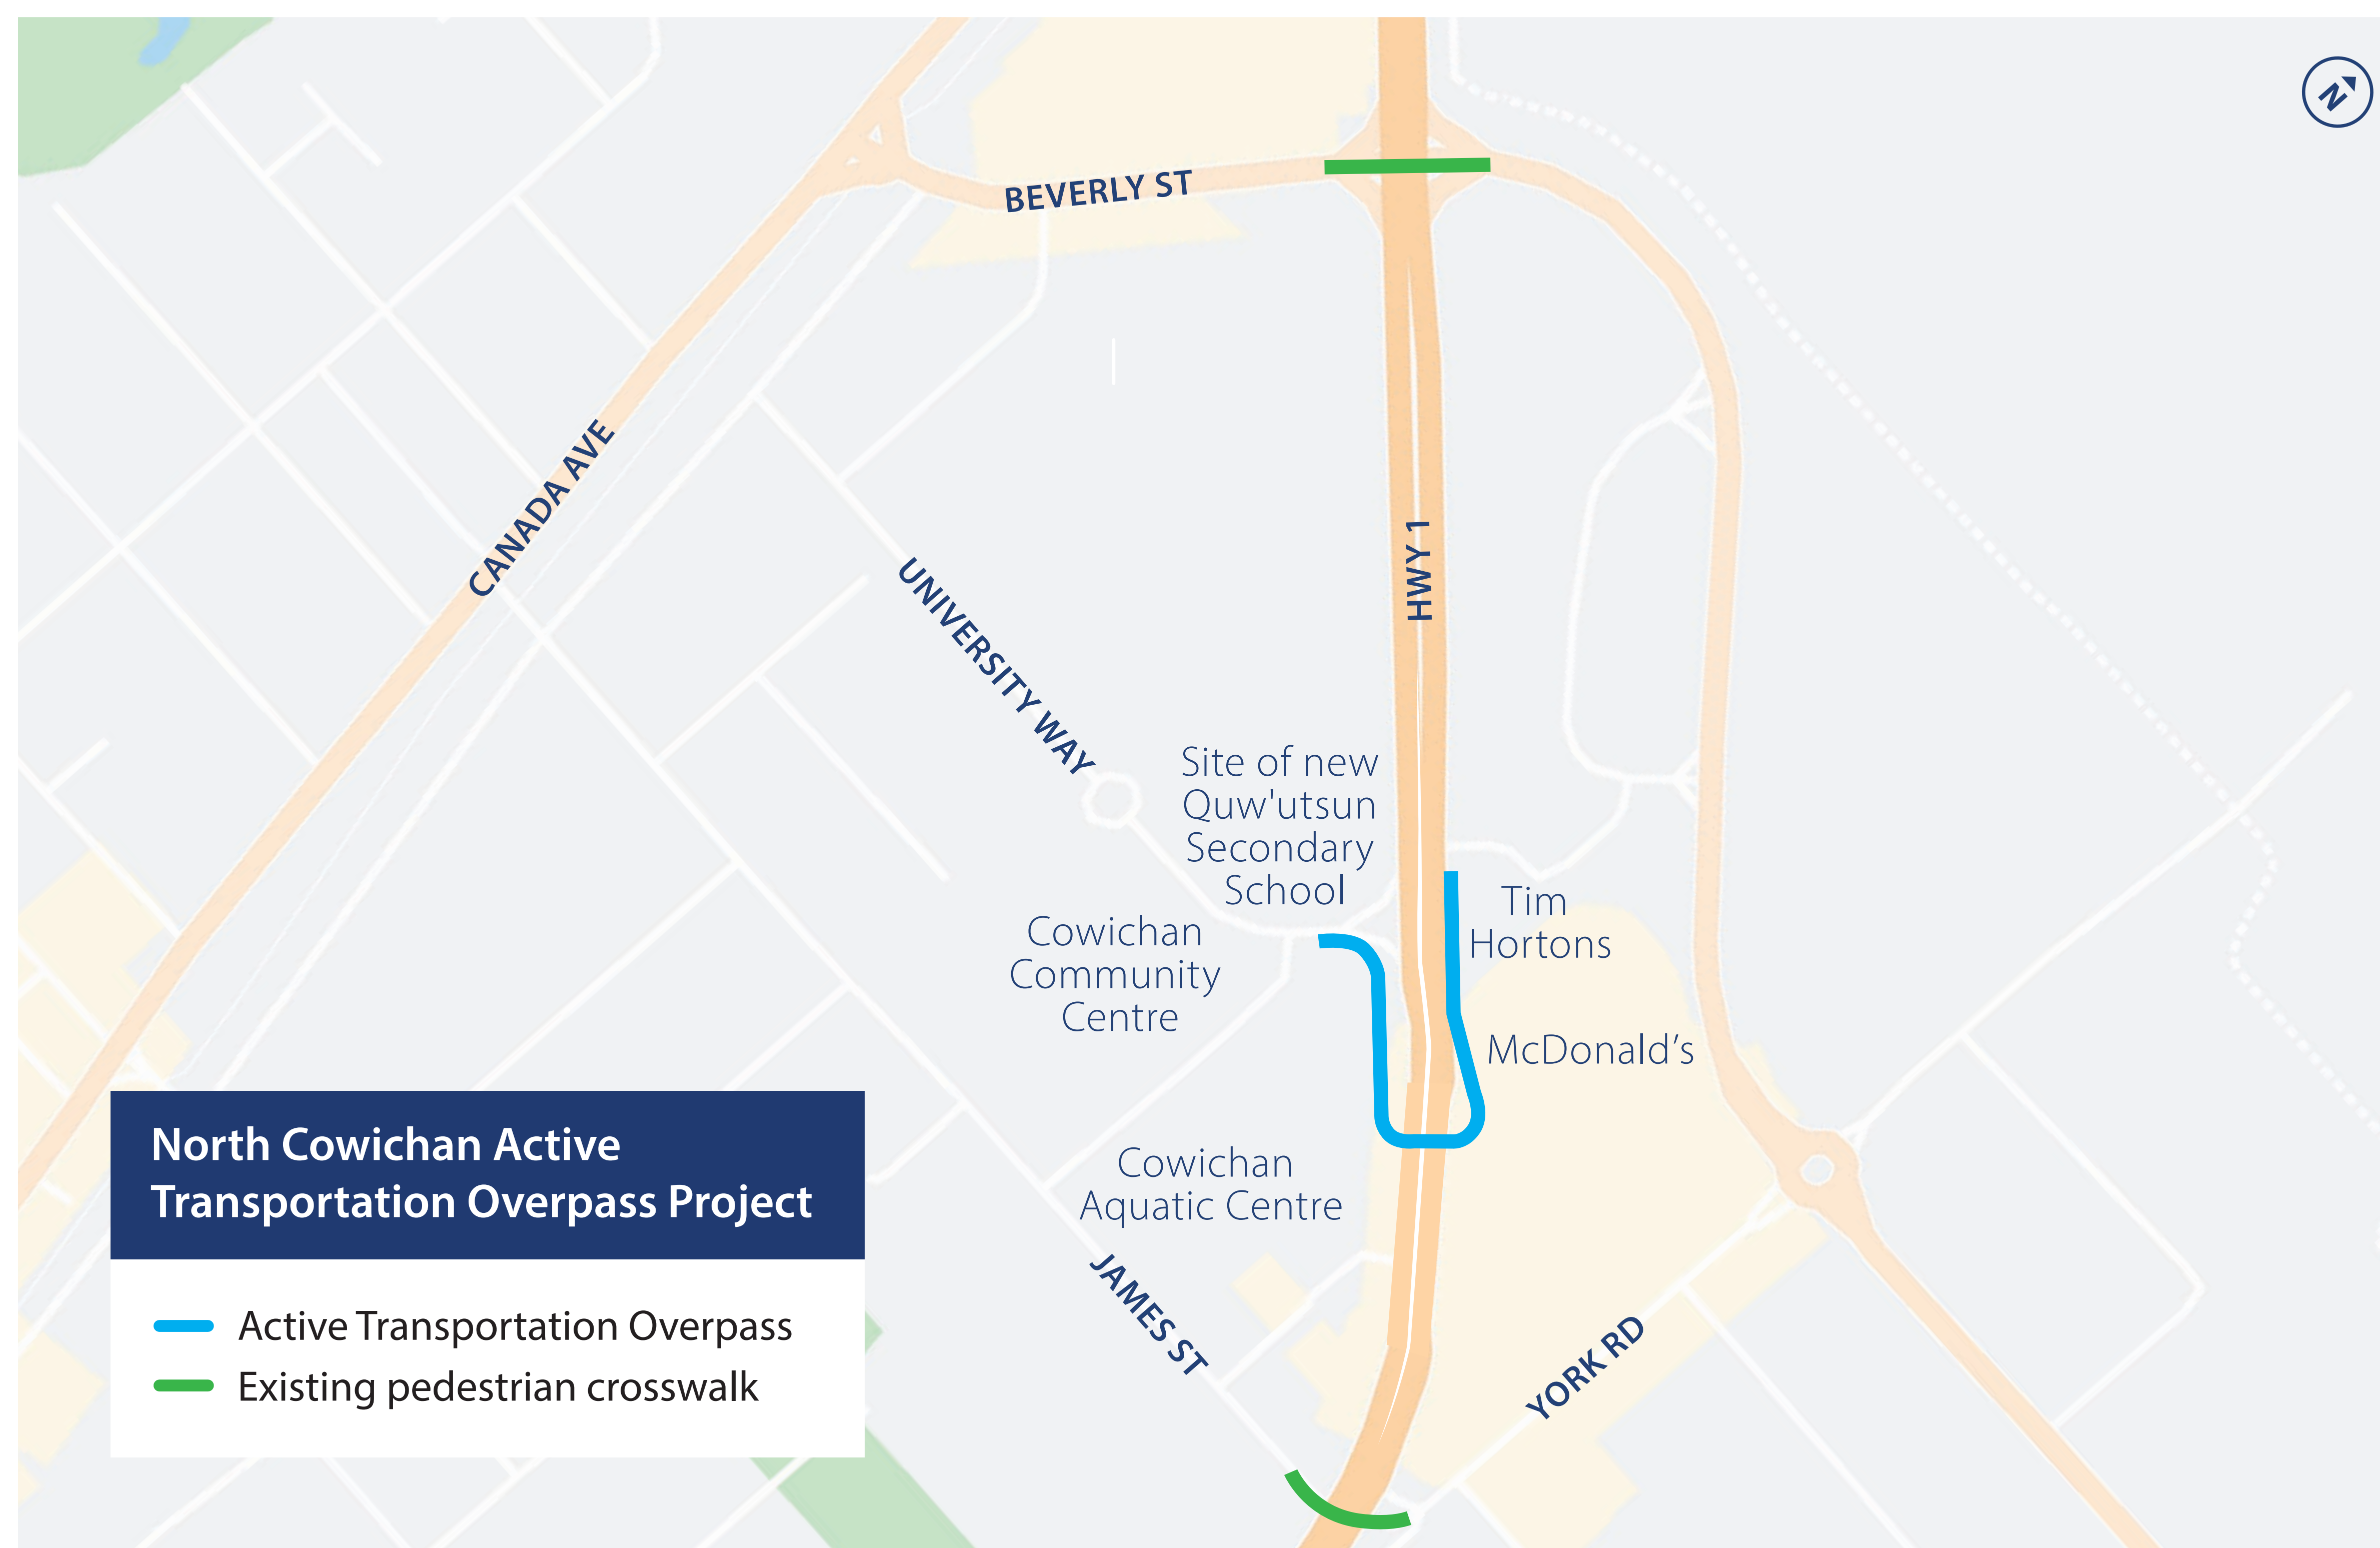 N
BEVERLY ST
CANADA AVE
HWY 1
UNIVERSITY WAY
Site of new
Quw'utsun
Secondary
School
Tim
Hortons
Cowichan
Community
Centre
McDonald’s
Cowichan
Aquatic Centre
JAMES ST
YORK RD
North Cowichan Active
Transportation Overpass Project
Active Transportation Overpass
Existing pedestrian crosswalk